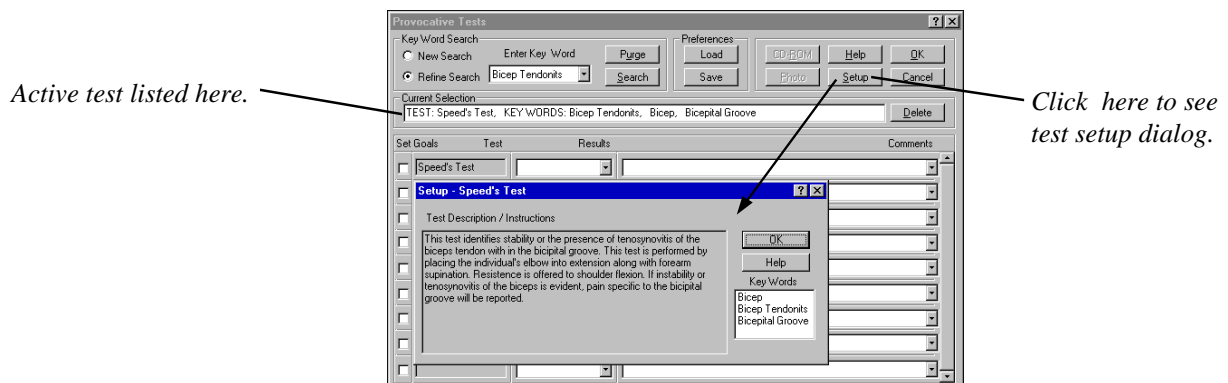 Provocative Tests
Key Word Search
New Search
Enter Key Word
Purge
Refine Search
Bicep Tendonits
Search
Preferences
Load
Save
CD-ROM
Help
OK
Photo
Setup
Cancel
Active test listed here.
Click here to see
test setup dialog.
Current Selection
TEST: Speed's Test, KEY WORDS: Bicep Tendonits, Bicep, Bicepital Groove
Delete
Set Goals Test Results Comments
Speed's Test
Setup - Speed's Test
Test Description / Instructions
This test identifies stability or the presence of tenosynovitis of the
biceps tendon with in the bicipital groove. This test is performed by
placing the individual's elbow into extension along with forearm
supination. Resistence is offered to shoulder flexion. If instability or
tenosynovitis of the biceps is evident, pain specific to the bicipital
groove will be reported.
OK
Help
Key Words
Bicep
Bicep Tendonits
Bicepital Groove